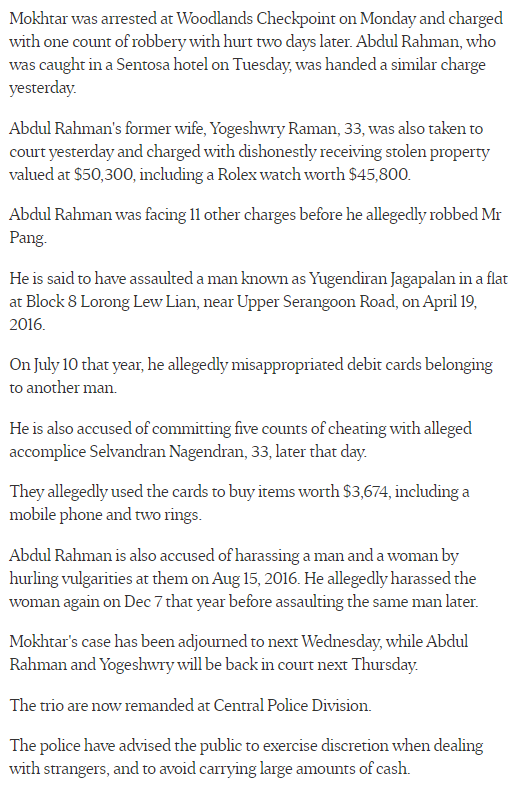 Mokhtar was arrested at Woodlands Checkpoint on Monday and charged
with one count of robbery with hurt two days later. Abdul Rahman, who
was caught in a Sentosa hotel on Tuesday, was handed a similar charge
yesterday.
Abdul Rahman's former wife, Yogeshwry Raman, 33, was also taken to
court yesterday and charged with dishonestly receiving stolen property
valued at $50,300, including a Rolex watch worth $45,800.
Abdul Rahman was facing 11 other charges before he allegedly robbed Mr
Pang.
He is said to have assaulted a man known as Yugendiran Jagapalan in a flat
at Block 8 Lorong Lew Lian, near Upper Serangoon Road, on April 19,
2016.
On July 10 that year, he allegedly misappropriated debit cards belonging
to another man.
He is also accused of committing five counts of cheating with alleged
accomplice Selvandran Nagendran, 33, later that day.
They allegedly used the cards to buy items worth $3,674, including a
mobile phone and two rings.
Abdul Rahman is also accused of harassing a man and a woman by
hurling vulgarities at them on Aug 15, 2016. He allegedly harassed the
woman again on Dec 7 that year before assaulting the same man later.
Mokhtar's case has been adjourned to next Wednesday, while Abdul
Rahman and Yogeshwry will be back in court next Thursday.
The trio are now remanded at Central Police Division.
The police have advised the public to exercise discretion when dealing
with strangers, and to avoid carrying large amounts of cash.